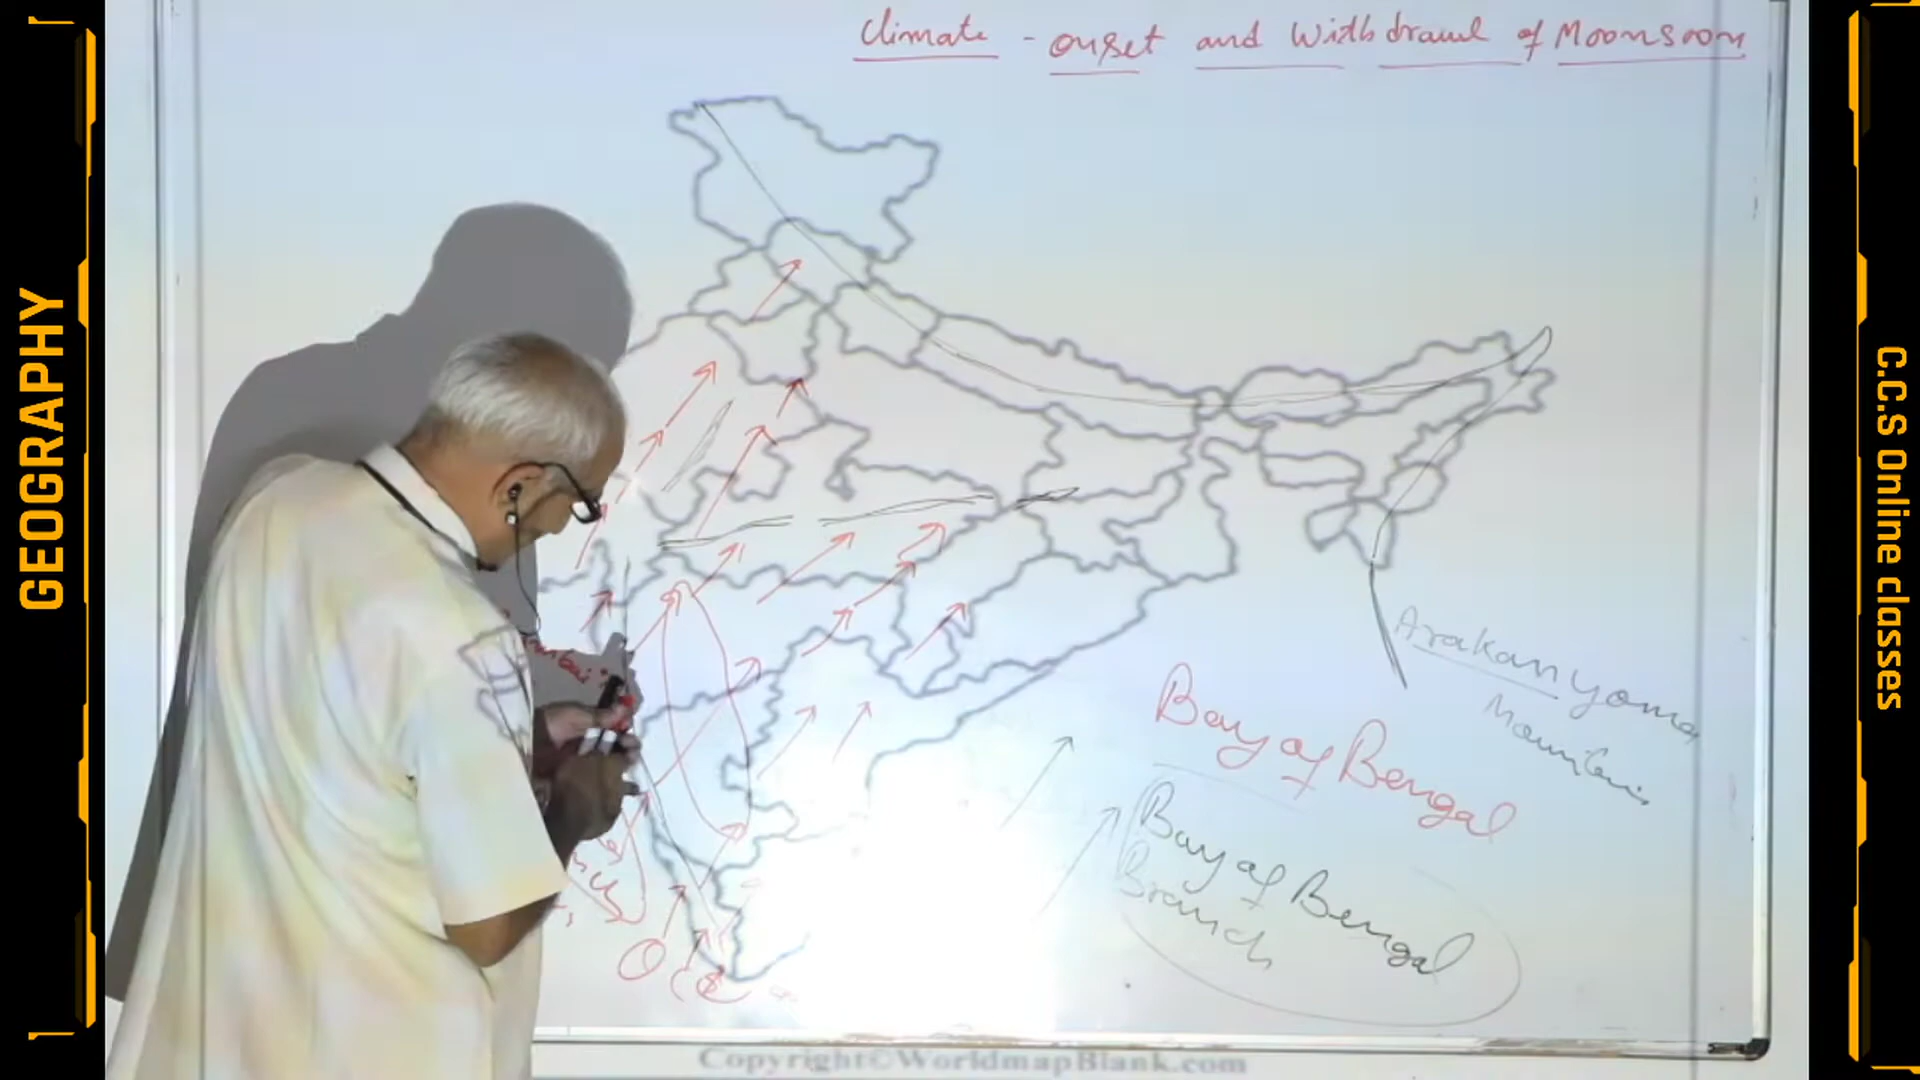 Climate - onset and Withdrawl of Moonsoon
GEOGRAPHY
C.C.S Online classes
Arakan yoma
Mountains
Bay of Bengal
Bay of Bengal
Branch
Copyright©WorldmapBlank.com